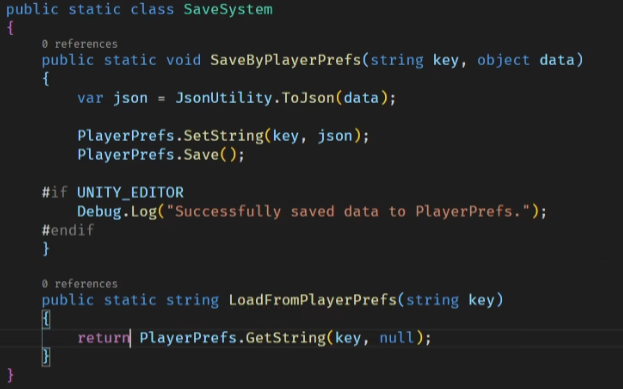 public static class SaveSystem
{
0 references
public static void SaveByPlayerPrefs(string key, object data)
{
var json = JsonUtility.ToJson(data);
PlayerPrefs.SetString(key, json);
PlayerPrefs.Save();
#if UNITY_EDITOR
Debug.Log("Successfully saved data to PlayerPrefs.");
#endif
}
0 references
public static string LoadFromPlayerPrefs(string key)
{
return PlayerPrefs.GetString(key, null);
}
}